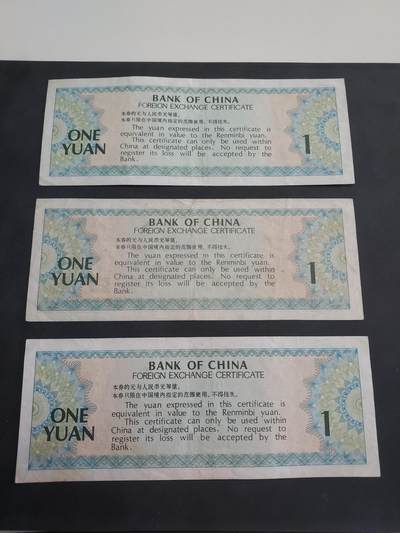 BANK OF CHINA
FOREIGN EXCHANGE CERTIFICATE
本券的元与人民币元等值。
本券只限在中国境内指定的范围使用，不得挂失。
ONE
YUAN
The yuan expressed in this certificate is
equivalent in value to the Renminbi yuan.
This certificate can only be used within
China at designated places. No request to
register its loss will be accepted by the
Bank.
1
BANK OF CHINA
FOREIGN EXCHANGE CERTIFICATE
本券的元与人民币元等值。
本券只限在中国境内指定的范围使用，不得挂失。
ONE
YUAN
The yuan expressed in this certificate is
equivalent in value to the Renminbi yuan.
This certificate can only be used within
China at designated places. No request to
register its loss will be accepted by the
Bank.
1
BANK OF CHINA
FOREIGN EXCHANGE CERTIFICATE
本券的元与人民币元等值。
本券只限在中国境内指定的范围使用，不得挂失。
ONE
YUAN
The yuan expressed in this certificate is
equivalent in value to the Renminbi yuan.
This certificate can only be used within
China at designated places. No request to
register its loss will be accepted by the
Bank.
1